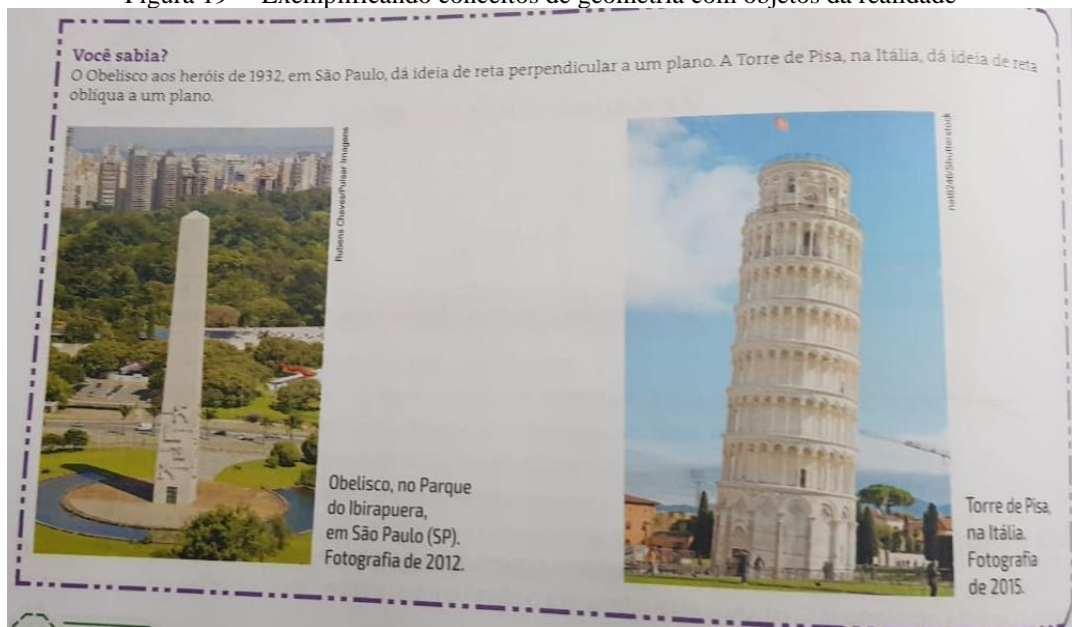 Figura 19 – Exemplificando conceitos de geometria com objetos da realidade
Você sabia?
O Obelisco aos heróis de 1932, em São Paulo, dá ideia de reta perpendicular a um plano. A Torre de Pisa, na Itália, dá ideia de reta
oblíqua a um plano.
Rubens Chaves/Pulsar Imagens
Obelisco, no Parque
do Ibirapuera,
em São Paulo (SP).
Fotografia de 2012.
Torre de Pisa,
na Itália.
Fotografia
de 2015.